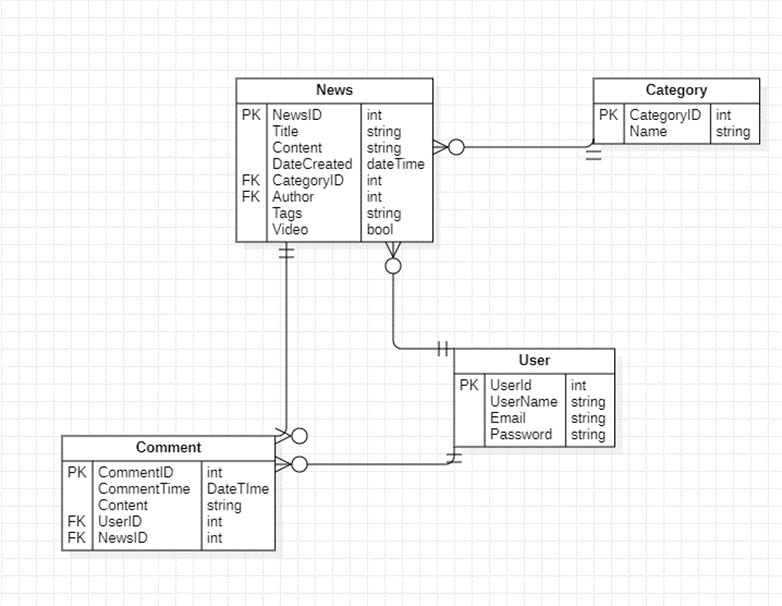 News
PK NewsID int
Title string
Content string
DateCreated dateTime
FK CategoryID int
FK Author int
Tags string
Video bool
Category
PK CategoryID int
Name string
User
PK UserId int
UserName string
Email string
Password string
Comment
PK CommentID int
CommentTime DateTIme
Content string
FK UserID int
FK NewsID int